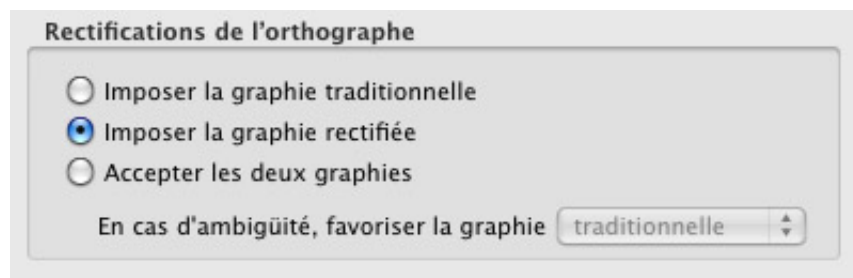 Rectifications de l'orthographe
Imposer la graphie traditionnelle
Imposer la graphie rectifiée
Accepter les deux graphies
En cas d'ambigüité, favoriser la graphie traditionnelle